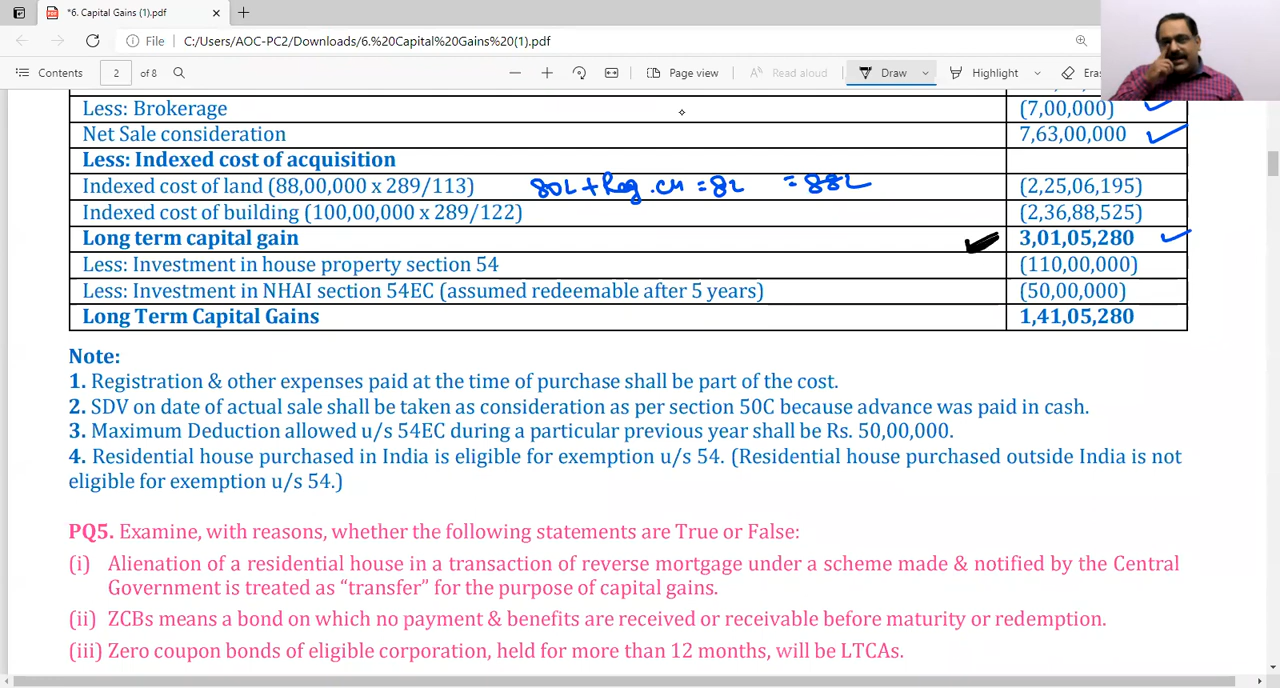 *6. Capital Gains (1).pdf
File C:/Users/AOC-PC2/Downloads/6.%20Capital%20Gains%20(1).pdf
Contents 2 of 8 Page view Read aloud Draw Highlight
Less: Brokerage (7,00,000)
Net Sale consideration 7,63,00,000
Less: Indexed cost of acquisition
Indexed cost of land (88,00,000 x 289/113) 80L + Reg. = 82 = 88L (2,25,06,195)
Indexed cost of building (100,00,000 x 289/122) (2,36,88,525)
Long term capital gain 3,01,05,280
Less: Investment in house property section 54 (110,00,000)
Less: Investment in NHAI section 54EC (assumed redeemable after 5 years) (50,00,000)
Long Term Capital Gains 1,41,05,280
Note:
1. Registration & other expenses paid at the time of purchase shall be part of the cost.
2. SDV on date of actual sale shall be taken as consideration as per section 50C because advance was paid in cash.
3. Maximum Deduction allowed u/s 54EC during a particular previous year shall be Rs. 50,00,000.
4. Residential house purchased in India is eligible for exemption u/s 54. (Residential house purchased outside India is not
eligible for exemption u/s 54.)
PQ5. Examine, with reasons, whether the following statements are True or False:
(i) Alienation of a residential house in a transaction of reverse mortgage under a scheme made & notified by the Central
Government is treated as “transfer” for the purpose of capital gains.
(ii) ZCBs means a bond on which no payment & benefits are received or receivable before maturity or redemption.
(iii) Zero coupon bonds of eligible corporation, held for more than 12 months, will be LTCAs.